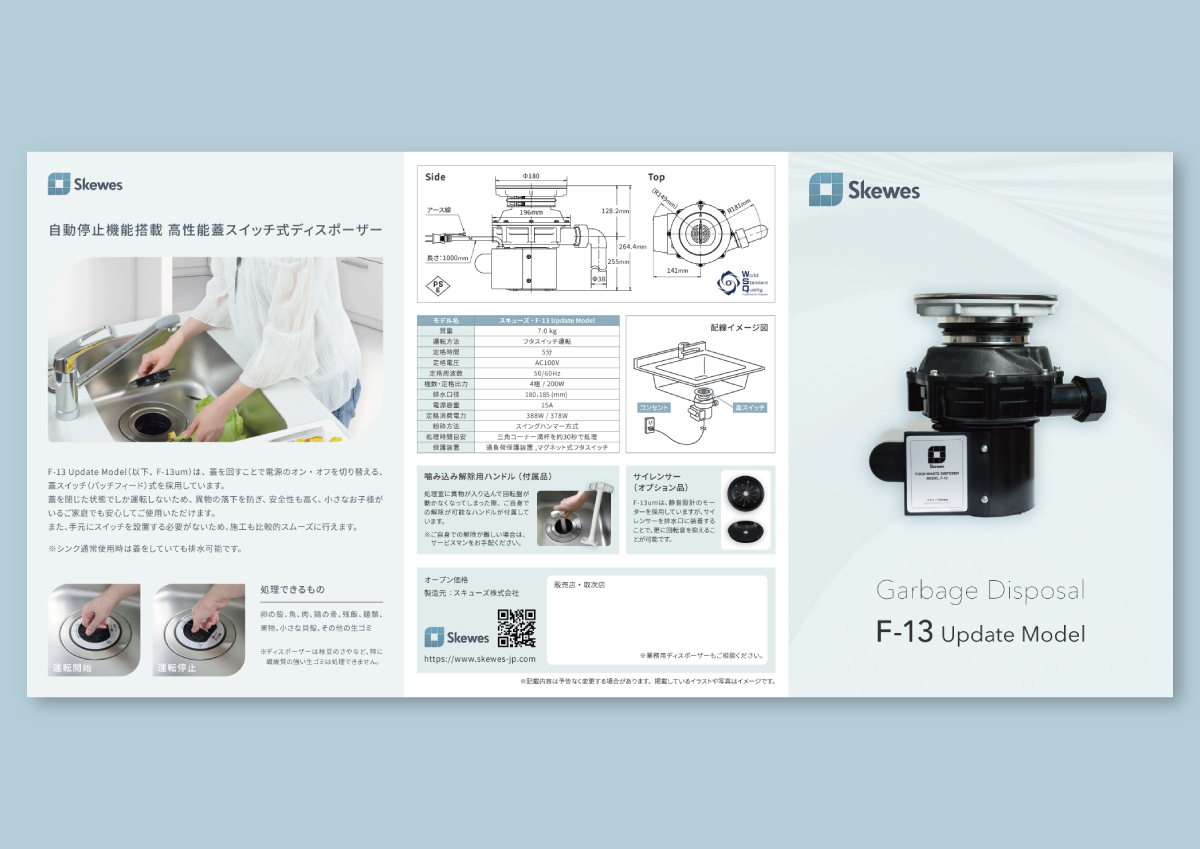 Skewes
自動停止機能搭載 高性能蓋スイッチ式ディスポーザー
F-13 Update Model（以下、F-13um）は、蓋を回すことで電源のオン・オフを切り替える、
蓋スイッチ（バッチフィード）式を採用しています。
蓋を閉じた状態でしか運転しないため、異物の落下を防ぎ、安全性も高く、小さなお子様が
いるご家庭でも安心してご使用いただけます。
また、手元にスイッチを設置する必要がないため、施工も比較的スムーズに行えます。
※シンク通常使用時は蓋をしていても排水可能です。
運転開始
運転停止
処理できるもの
卵の殻、魚、肉、鶏の骨、残飯、麺類、
果物、小さな貝殻、その他の生ゴミ
※ディスポーザーは枝豆のさやなど、特に
繊維質の強い生ゴミは処理できません。
Side
Φ180
アース線
196mm
128.2mm
264.4mm
長さ：1000mm
255mm
Φ38
PS
E
Top
(R149mm)
R181mm
141mm
World
Standard
Quality
モデル名 スキューズ・F-13 Update Model
質量 7.0 kg
運転方法 フタスイッチ運転
定格時間 5分
定格電圧 AC100V
定格周波数 50/60Hz
極数・定格出力 4極 / 200W
排水口径 180,185 (mm)
電源容量 15A
定格消費電力 388W / 378W
粉砕方法 スイングハンマー方式
処理時間目安 三角コーナー満杯を約30秒で処理
保護装置 過負荷保護装置 ,マグネット式フタスイッチ
配線イメージ図
コンセント
蓋スイッチ
噛み込み解除用ハンドル（付属品）
処理室に異物が入り込んで回転盤が
動かなくなってしまった際、ご自身で
の解除が可能なハンドルが付属して
います。
※ご自身での解除が難しい場合は、
サービスマンをお手配ください。
サイレンサー
（オプション品）
F-13umは、静音設計のモー
ターを採用していますが、サイ
レンサーを排水口に装着する
ことで、更に回転音を抑えるこ
とが可能です。
オープン価格
製造元：スキューズ株式会社
Skewes
https://www.skewes-jp.com
販売店・取次店
※業務用ディスポーザーもご相談ください。
※記載内容は予告なく変更する場合があります。掲載しているイラストや写真はイメージです。
Skewes
Skewes
FOOD WASTE DISPOSER
MODEL F-13
Garbage Disposal
F-13 Update Model